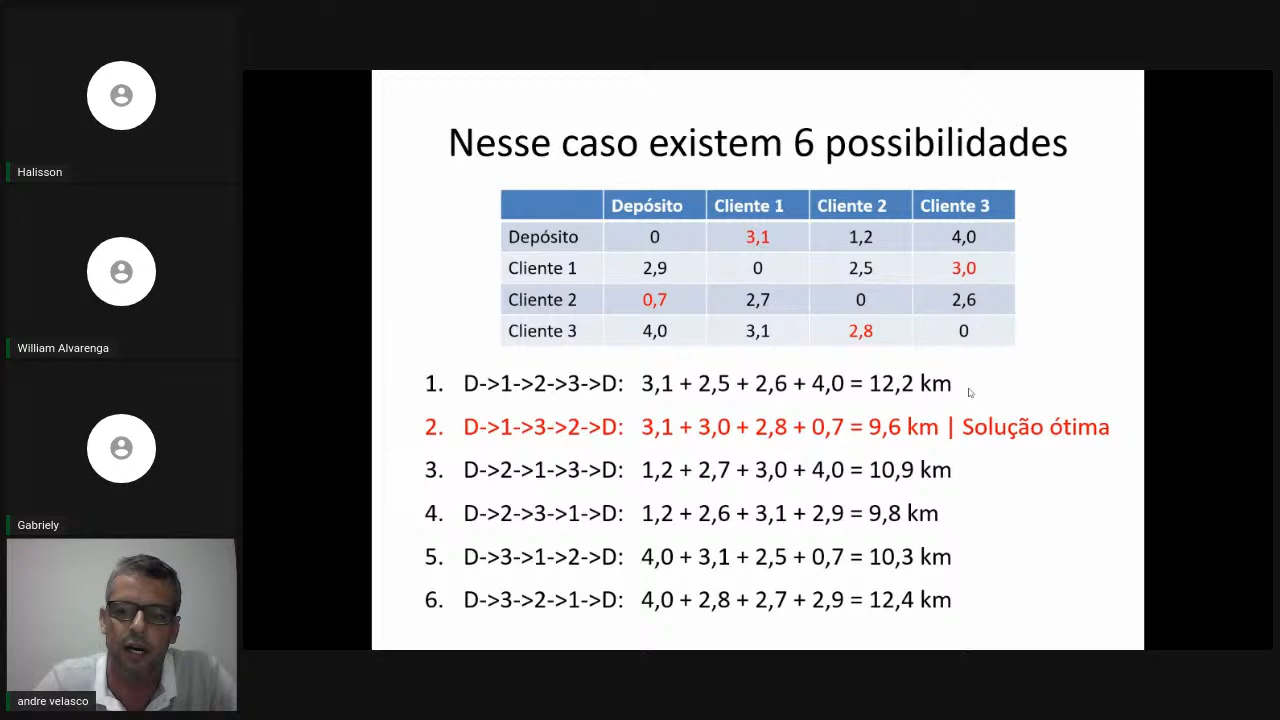 Halisson
William Alvarenga
Gabriely
andre velasco
Nesse caso existem 6 possibilidades
Depósito Cliente 1 Cliente 2 Cliente 3
Depósito 0 3,1 1,2 4,0
Cliente 1 2,9 0 2,5 3,0
Cliente 2 0,7 2,7 0 2,6
Cliente 3 4,0 3,1 2,8 0
1. D->1->2->3->D: 3,1 + 2,5 + 2,6 + 4,0 = 12,2 km
2. D->1->3->2->D: 3,1 + 3,0 + 2,8 + 0,7 = 9,6 km | Solução ótima
3. D->2->1->3->D: 1,2 + 2,7 + 3,0 + 4,0 = 10,9 km
4. D->2->3->1->D: 1,2 + 2,6 + 3,1 + 2,9 = 9,8 km
5. D->3->1->2->D: 4,0 + 3,1 + 2,5 + 0,7 = 10,3 km
6. D->3->2->1->D: 4,0 + 2,8 + 2,7 + 2,9 = 12,4 km